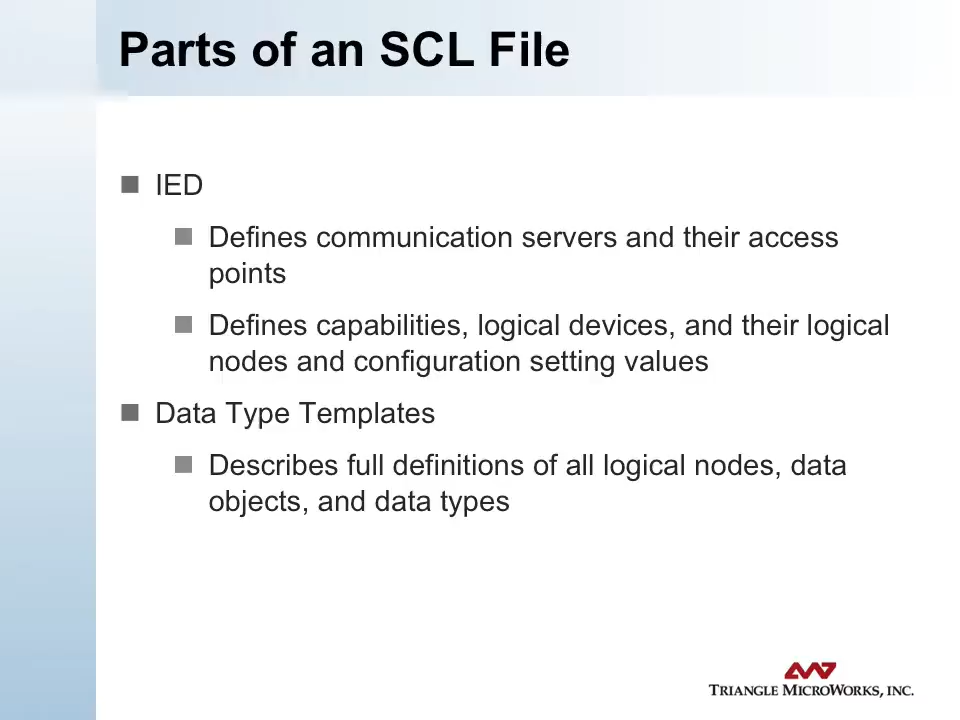 Parts of an SCL File
IED
Defines communication servers and their access
points
Defines capabilities, logical devices, and their logical
nodes and configuration setting values
Data Type Templates
Describes full definitions of all logical nodes, data
objects, and data types
TRIANGLE MICROWORKS, INC.